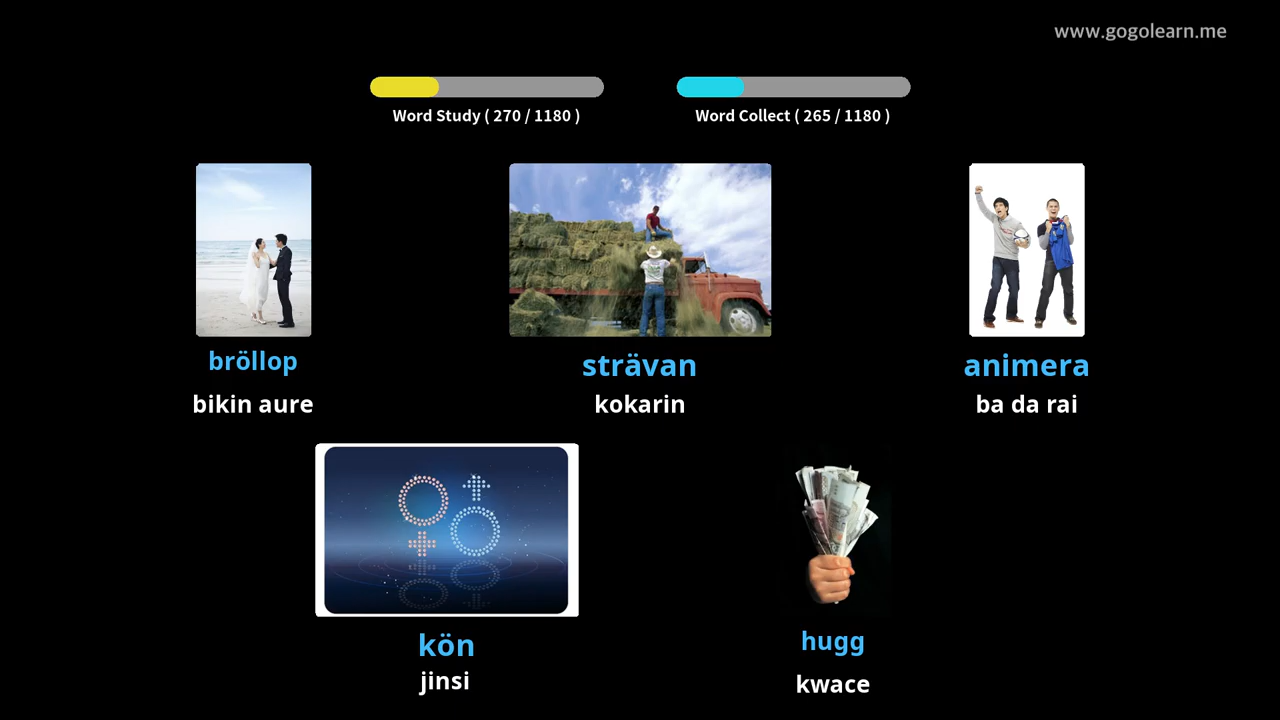 www.gogolearn.me
Word Study ( 270 / 1180 )
Word Collect ( 265 / 1180 )
bröllop
strävan
animera
bikin aure
kokarin
ba da rai
kön
hugg
jinsi
kwace